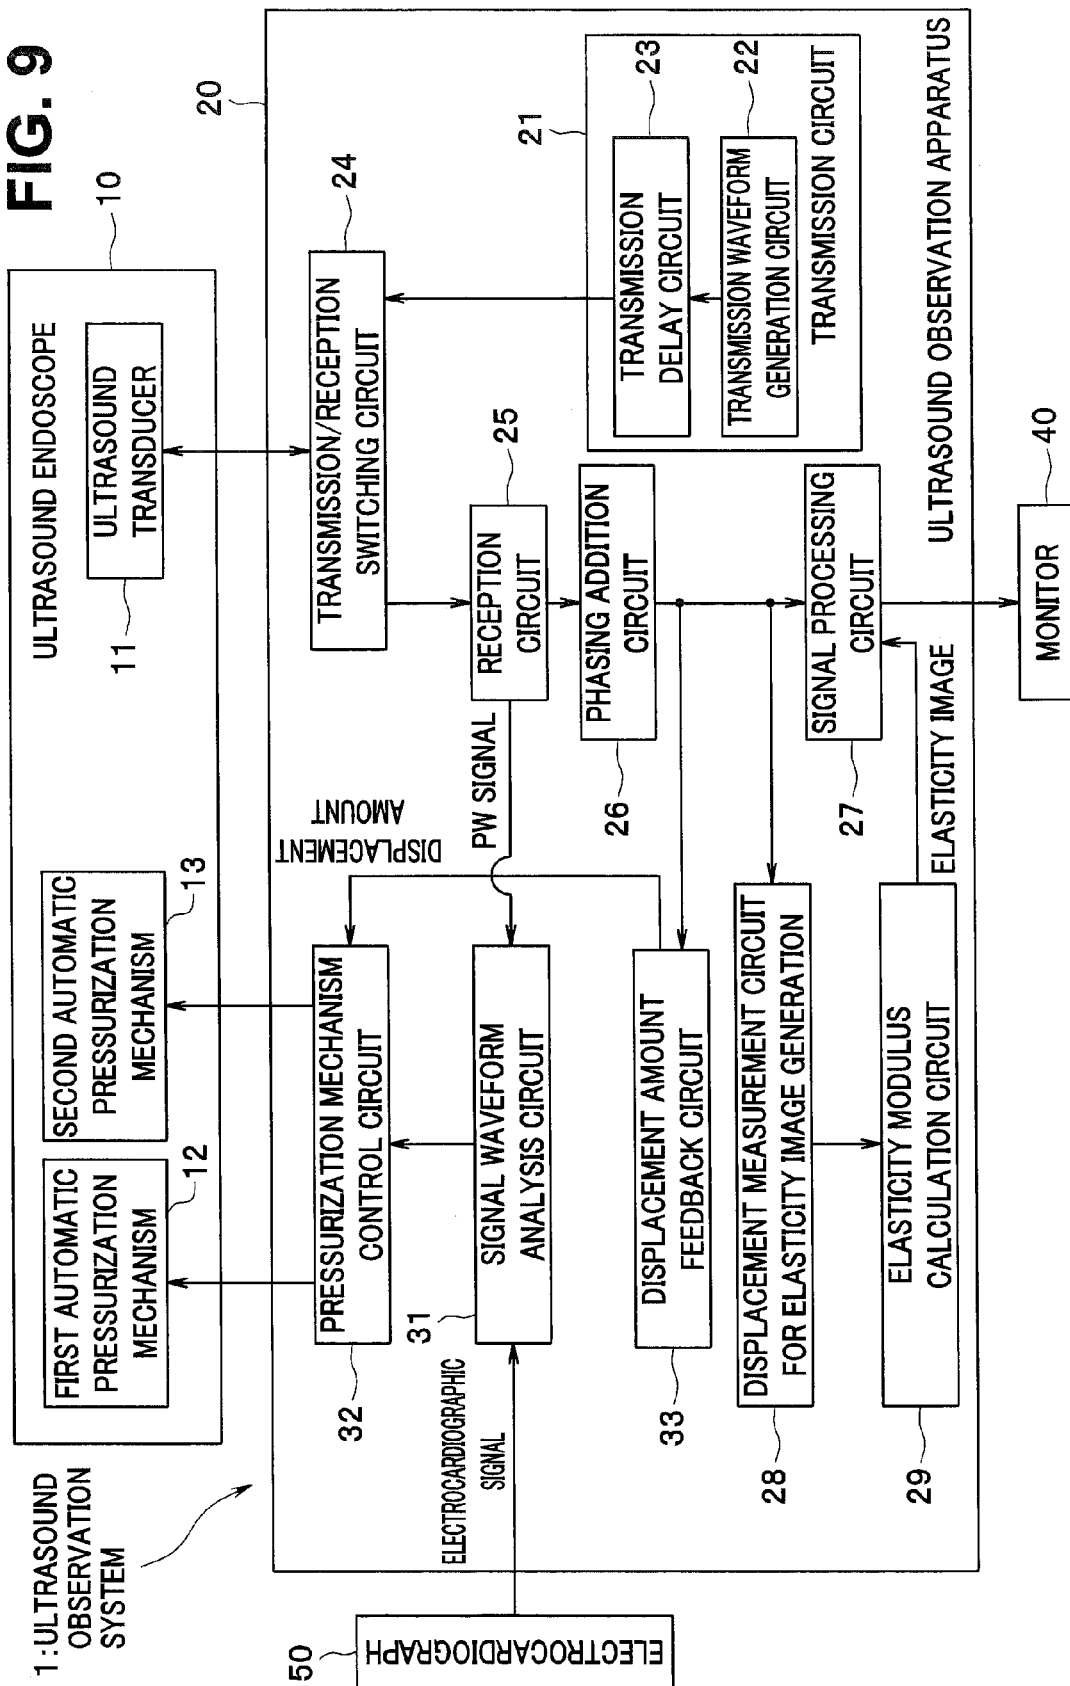 FIG. 9
1:ULTRASOUND
OBSERVATION
SYSTEM
ULTRASOUND ENDOSCOPE
10
FIRST AUTOMATIC
PRESSURIZATION
MECHANISM
12
SECOND AUTOMATIC
PRESSURIZATION
MECHANISM
13
ULTRASOUND
TRANSDUCER
11
20
PRESSURIZATION MECHANISM
CONTROL CIRCUIT
32
DISPLACEMENT
AMOUNT
TRANSMISSION/RECEPTION
SWITCHING CIRCUIT
24
50
ELECTROCARDIOGRAPH
ELECTROCARDIOGRAPHIC
SIGNAL
31
SIGNAL WAVEFORM
ANALYSIS CIRCUIT
PW SIGNAL
RECEPTION
CIRCUIT
25
PHASING ADDITION
CIRCUIT
26
21
TRANSMISSION
DELAY CIRCUIT
23
TRANSMISSION WAVEFORM
GENERATION CIRCUIT
22
TRANSMISSION CIRCUIT
DISPLACEMENT AMOUNT
FEEDBACK CIRCUIT
33
DISPLACEMENT MEASUREMENT CIRCUIT
FOR ELASTICITY IMAGE GENERATION
28
SIGNAL PROCESSING
CIRCUIT
27
ELASTICITY MODULUS
CALCULATION CIRCUIT
29
ELASTICITY IMAGE
ULTRASOUND OBSERVATION APPARATUS
MONITOR
40